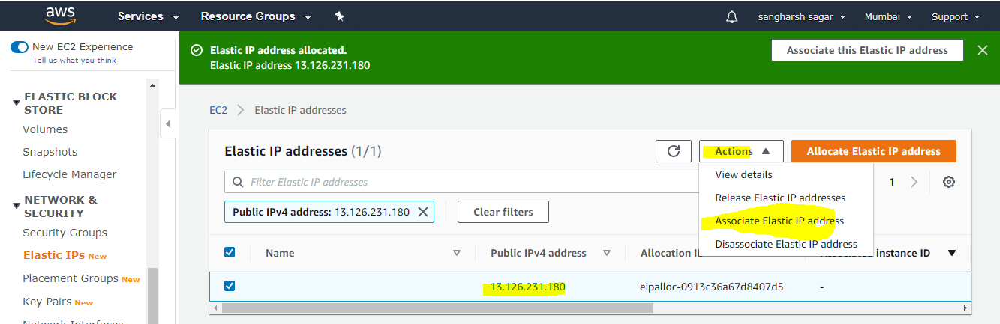 aws
Services
Resource Groups
sangharsh sagar
Mumbai
Support
New EC2 Experience
Tell us what you think
ELASTIC BLOCK
STORE
Volumes
Snapshots
Lifecycle Manager
NETWORK &
SECURITY
Security Groups
Elastic IPs New
Placement Groups New
Key Pairs New
Network Interfaces
Elastic IP address allocated.
Elastic IP address 13.126.231.180
Associate this Elastic IP address
EC2
Elastic IP addresses
Elastic IP addresses (1/1)
Actions
Allocate Elastic IP address
Filter Elastic IP addresses
1
View details
Release Elastic IP addresses
Associate Elastic IP address
Disassociate Elastic IP address
Public IPv4 address: 13.126.231.180
Clear filters
Name
Public IPv4 address
Allocation ID
instance ID
13.126.231.180
eipalloc-0913c36a67d8407d5
-